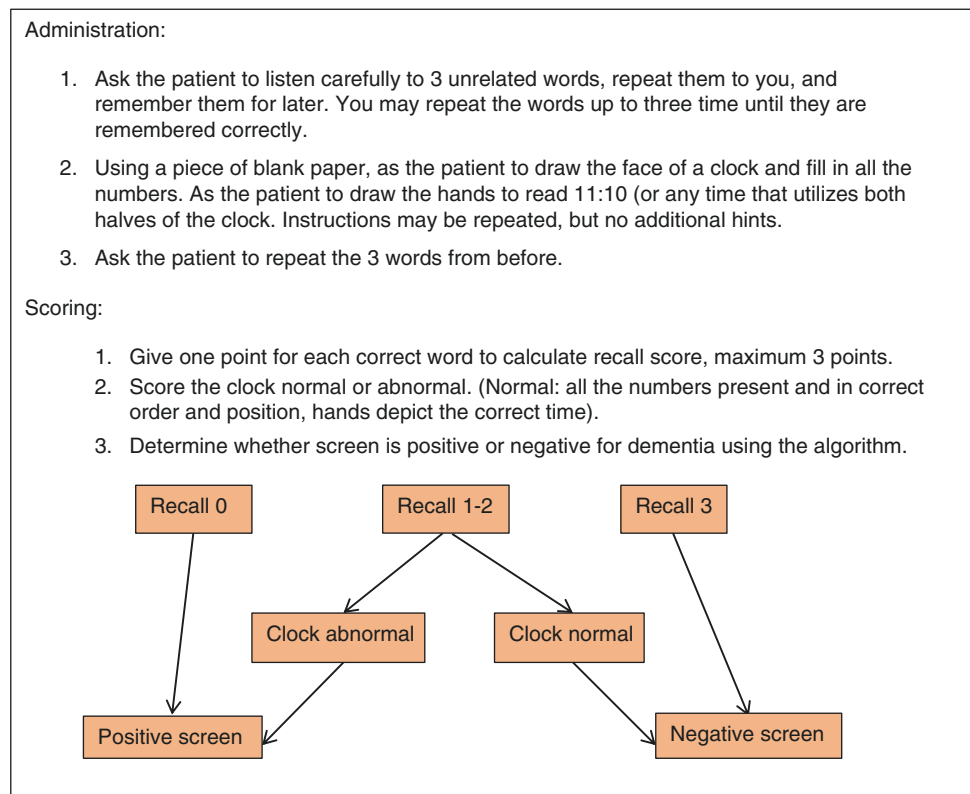 Administration:
1. Ask the patient to listen carefully to 3 unrelated words, repeat them to you, and
remember them for later. You may repeat the words up to three time until they are
remembered correctly.
2. Using a piece of blank paper, as the patient to draw the face of a clock and fill in all the
numbers. As the patient to draw the hands to read 11:10 (or any time that utilizes both
halves of the clock. Instructions may be repeated, but no additional hints.
3. Ask the patient to repeat the 3 words from before.
Scoring:
1. Give one point for each correct word to calculate recall score, maximum 3 points.
2. Score the clock normal or abnormal. (Normal: all the numbers present and in correct
order and position, hands depict the correct time).
3. Determine whether screen is positive or negative for dementia using the algorithm.
Recall 0
Recall 1-2
Recall 3
Clock abnormal
Clock normal
Positive screen
Negative screen